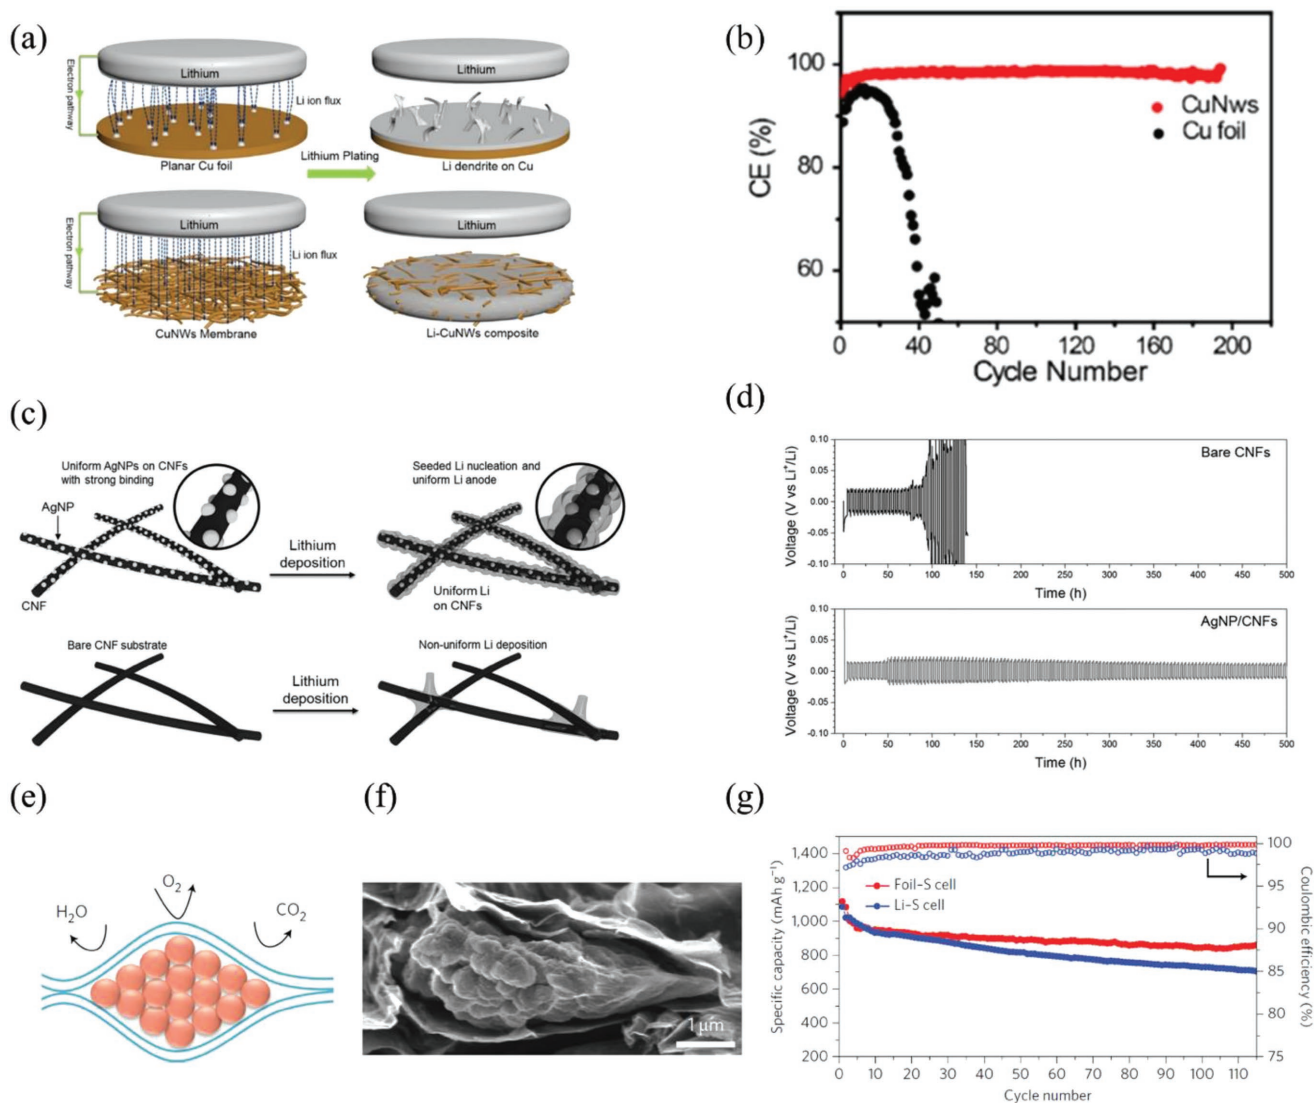 (a)
Lithium
Electron pathway
Li ion flux
Planar Cu foil
Lithium Plating
Li dendrite on Cu
Lithium
Electron pathway
Li ion flux
CuNWs Membrane
Lithium
Li-CuNWs composite
(b)
100
80
60
CE (%)
CuNws
Cu foil
0 40 80 120 160 200
Cycle Number
(c)
Uniform AgNPs on CNFs
with strong binding
AgNP
CNF
Lithium
deposition
Seeded Li nucleation and
uniform Li anode
Uniform Li
on CNFs
Bare CNF substrate
Lithium
deposition
Non-uniform Li deposition
(d)
Bare CNFs
Voltage (V vs Li⁺/Li)
0.10
0.05
0.00
-0.05
-0.10
0 50 100 150 200 250 300 350 400 450 500
Time (h)
AgNP/CNFs
Voltage (V vs Li⁺/Li)
0.10
0.05
0.00
-0.05
-0.10
0 50 100 150 200 250 300 350 400 450 500
Time (h)
(e)
H₂O
O₂
CO₂
(f)
1 μm
(g)
Specific capacity (mAh g⁻¹)
1,400
1,200
1,000
800
600
400
200
Foil–S cell
Li–S cell
100
95
90
85
80
75
Coulombic efficiency (%)
0 10 20 30 40 50 60 70 80 90 100 110
Cycle number